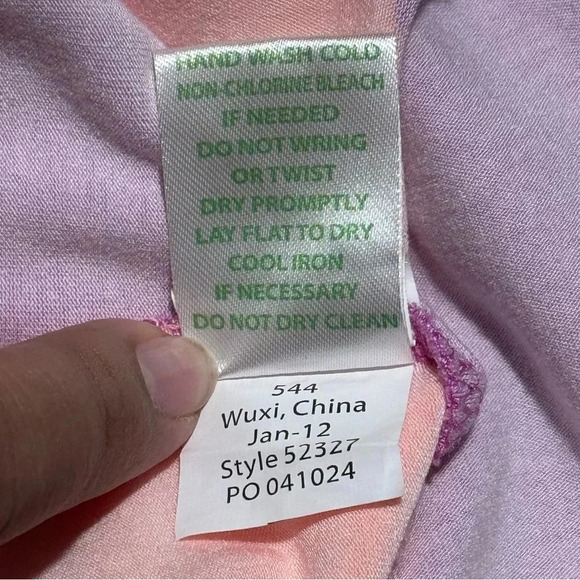 HAND WASH COLD
NON-CHLORINE BLEACH
IF NEEDED
DO NOT WRING
OR TWIST
DRY PROMPTLY
LAY FLAT TO DRY
COOL IRON
IF NECESSARY
DO NOT DRY CLEAN
544
Wuxi, China
Jan-12
Style 52327
PO 041024